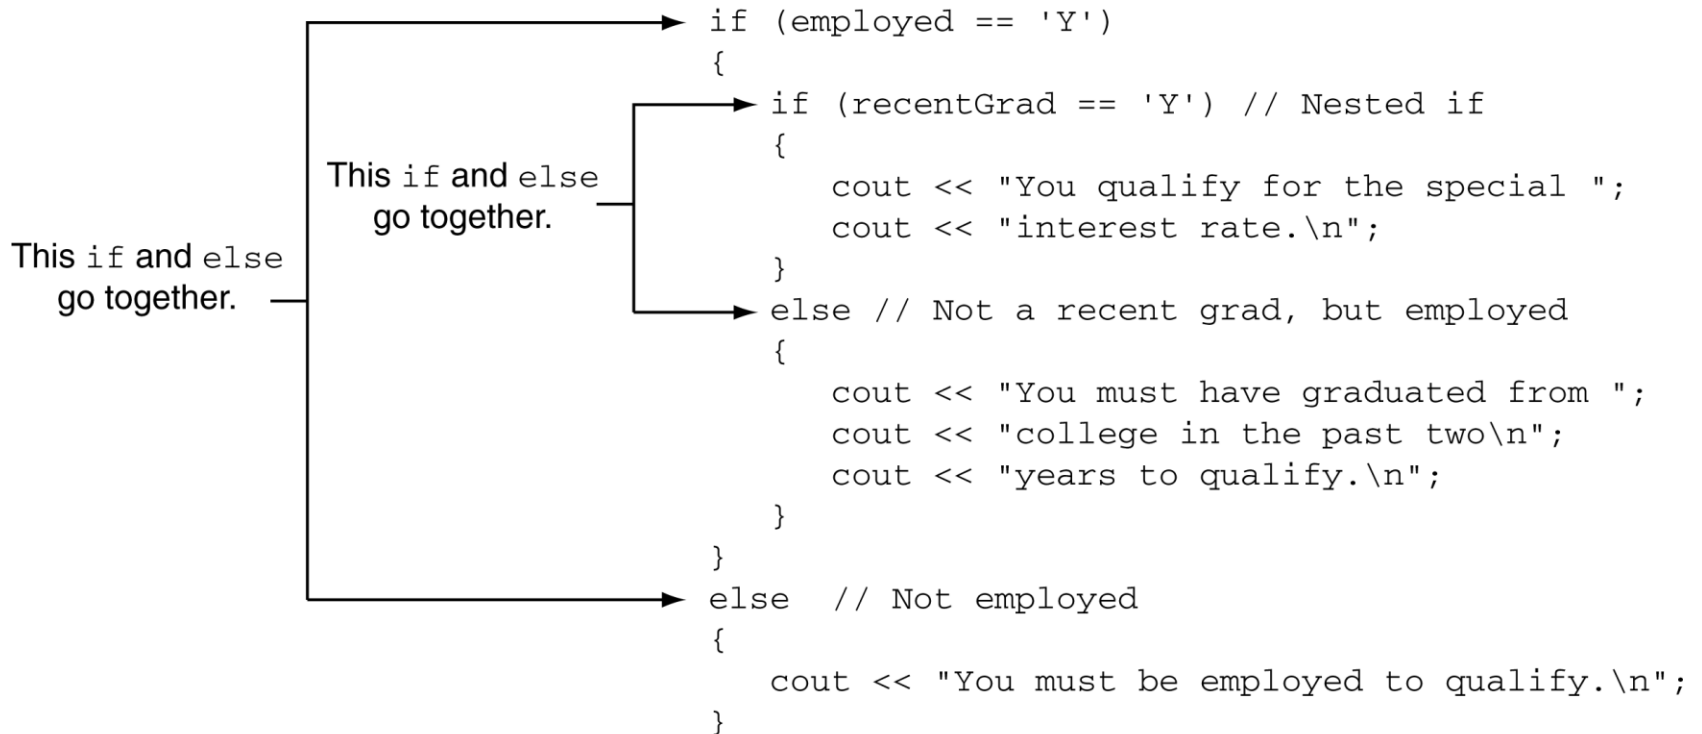 if (employed == 'Y')
{
if (recentGrad == 'Y') // Nested if
{
cout << "You qualify for the special ";
cout << "interest rate.\n";
}
else // Not a recent grad, but employed
{
cout << "You must have graduated from ";
cout << "college in the past two\n";
cout << "years to qualify.\n";
}
}
else  // Not employed
{
cout << "You must be employed to qualify.\n";
}
This if and else
go together.
This if and else
go together.